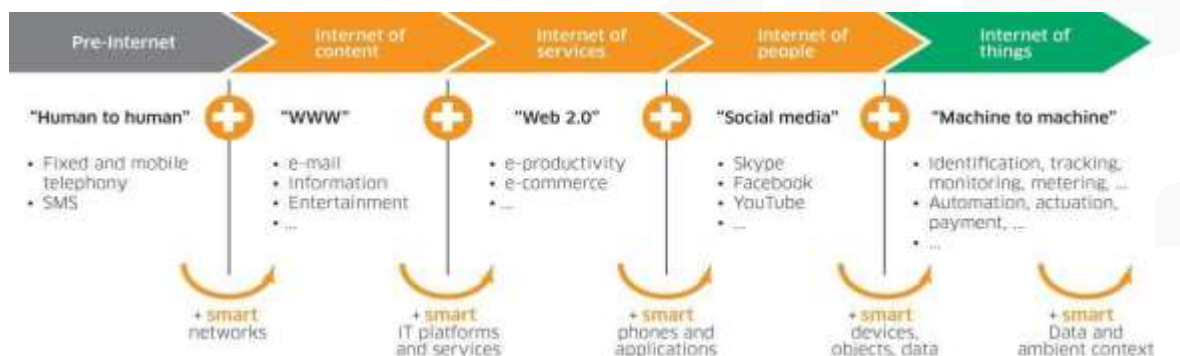 Pre-Internet
Internet of
content
Internet of
services
Internet of
people
Internet of
things
"Human to human"
• Fixed and mobile
telephony
• SMS
"WWW"
• e-mail
• Information
• Entertainment
• ...
"Web 2.0"
• e-productivity
• e-commerce
• ...
"Social media"
• Skype
• Facebook
• YouTube
• ...
"Machine to machine"
• Identification, tracking,
monitoring, metering, ...
• Automation, actuation,
payment, ...
• ...
+ smart
networks
+ smart
IT platforms
and services
+ smart
phones and
applications
+ smart
devices,
objects, data
+ smart
Data and
ambient context